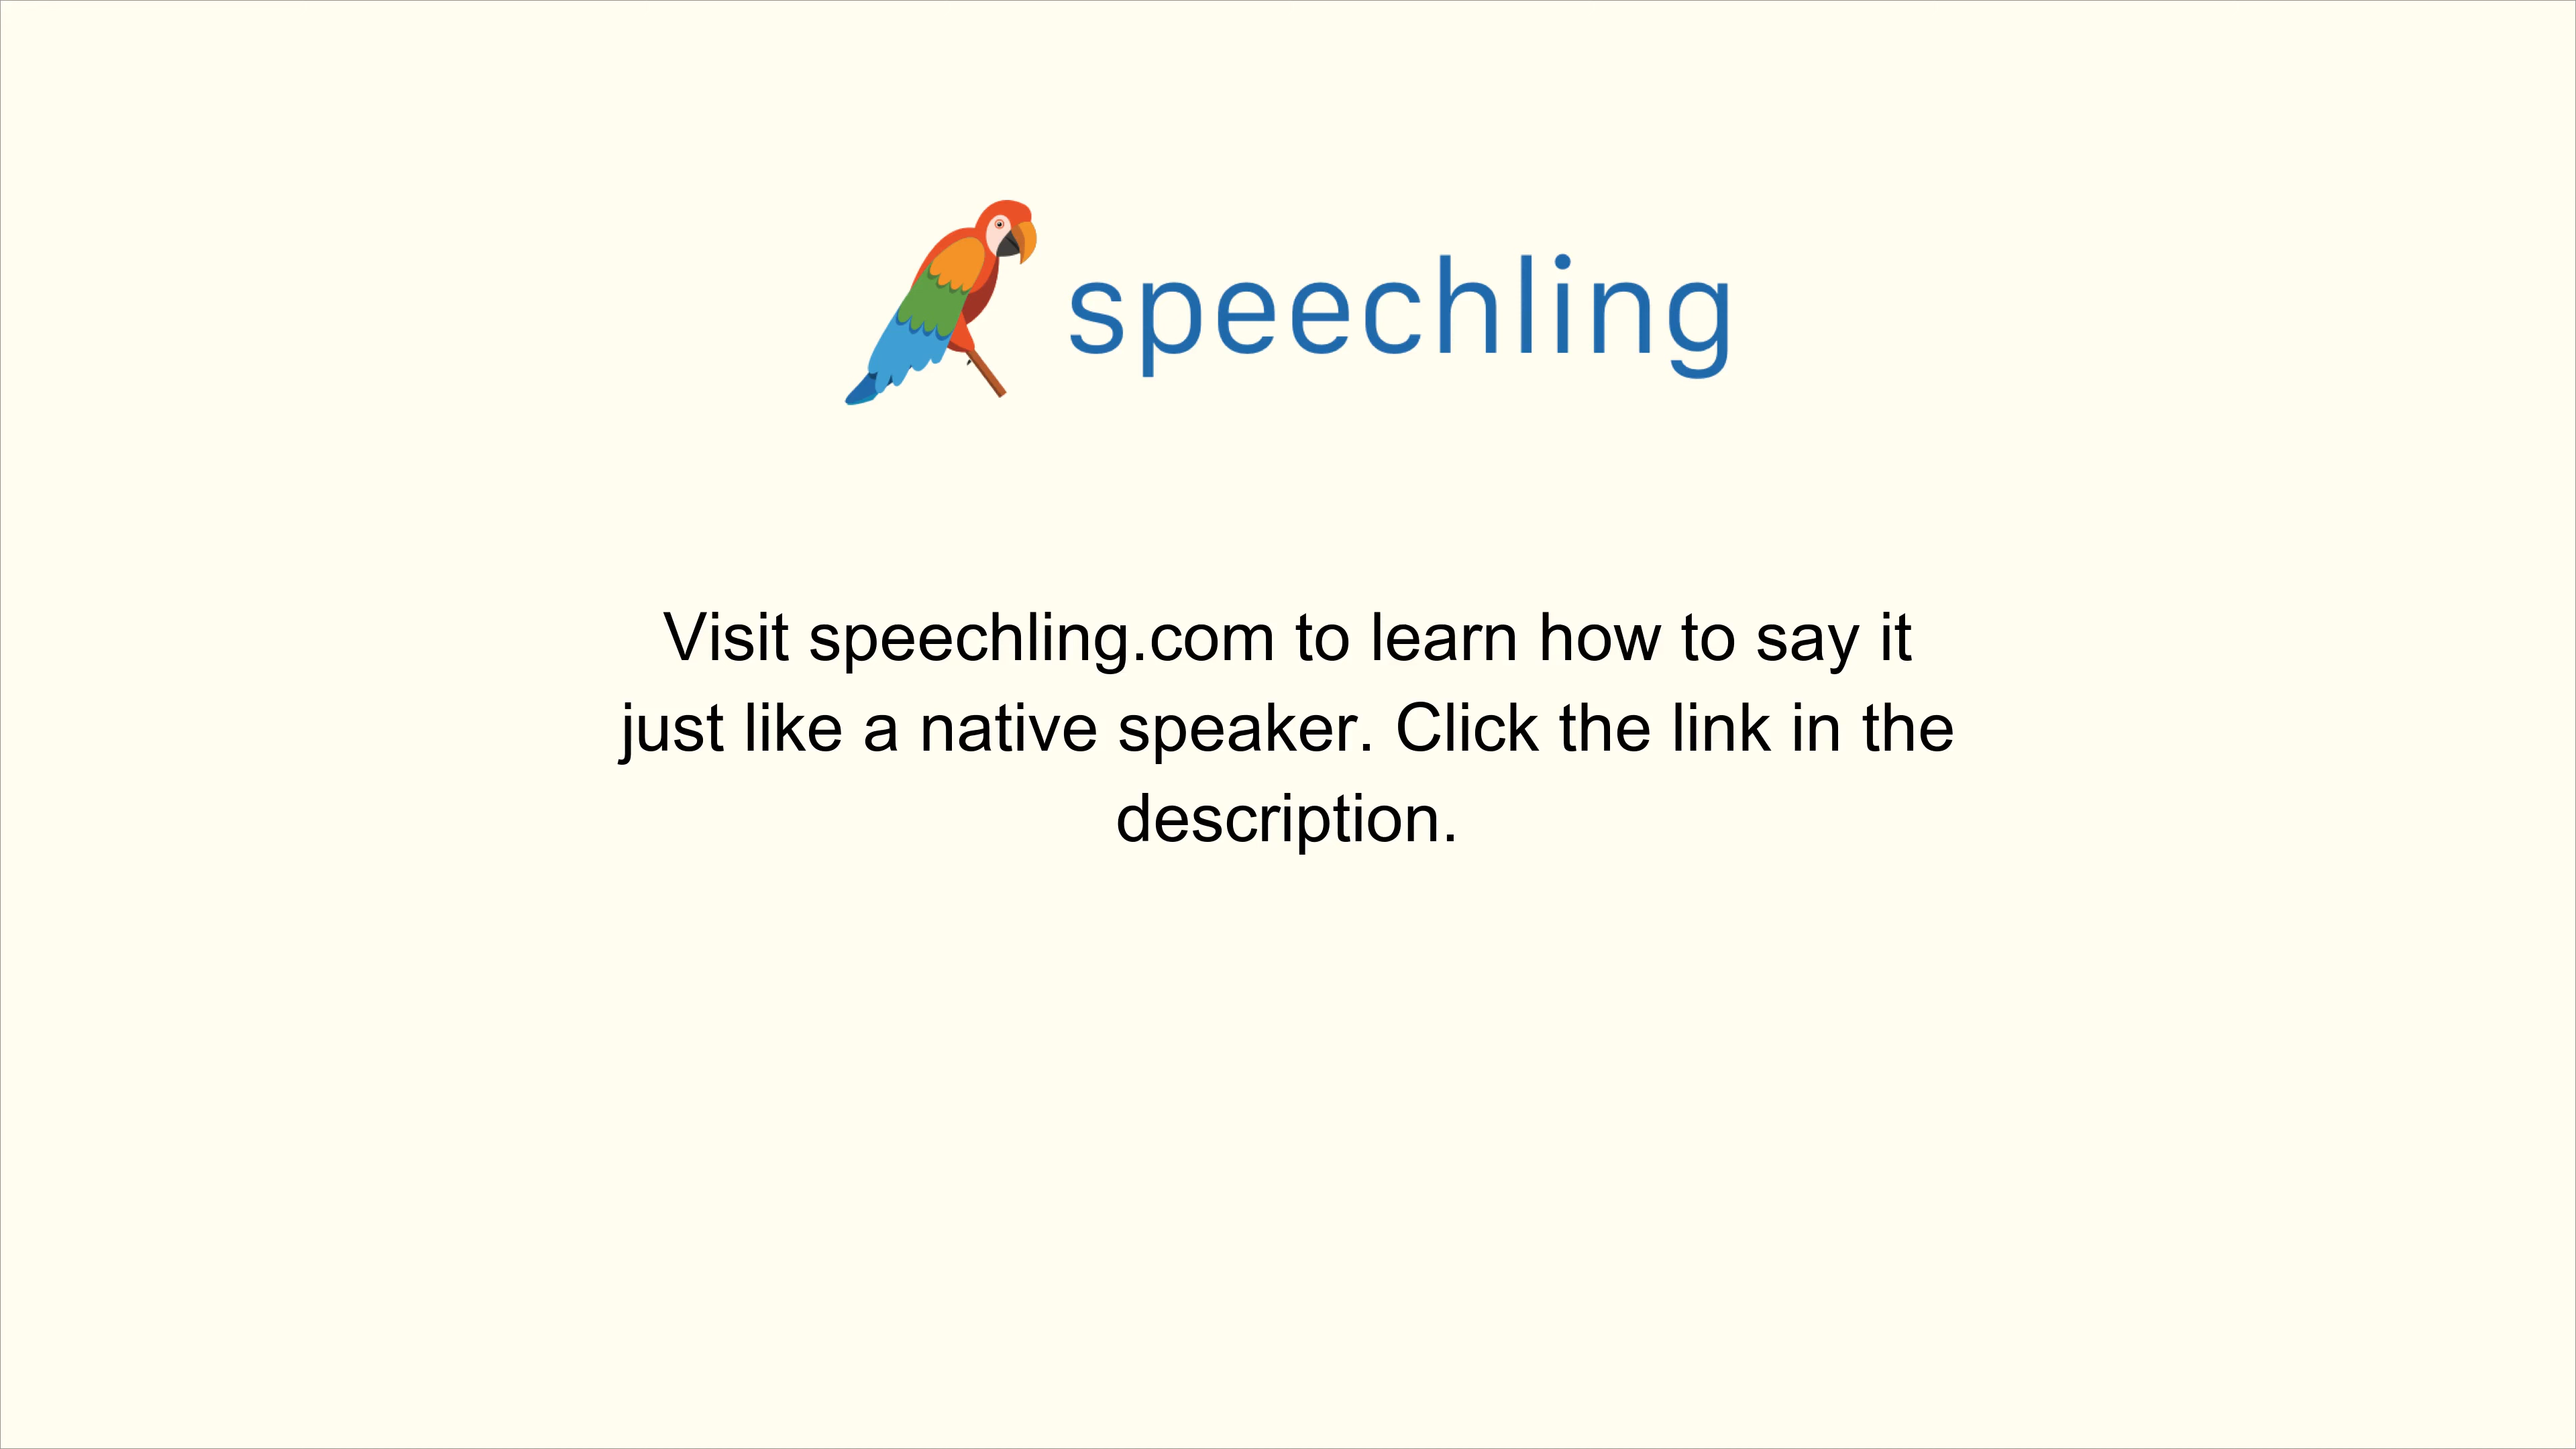 speechling
Visit speechling.com to learn how to say it
just like a native speaker. Click the link in the
description.